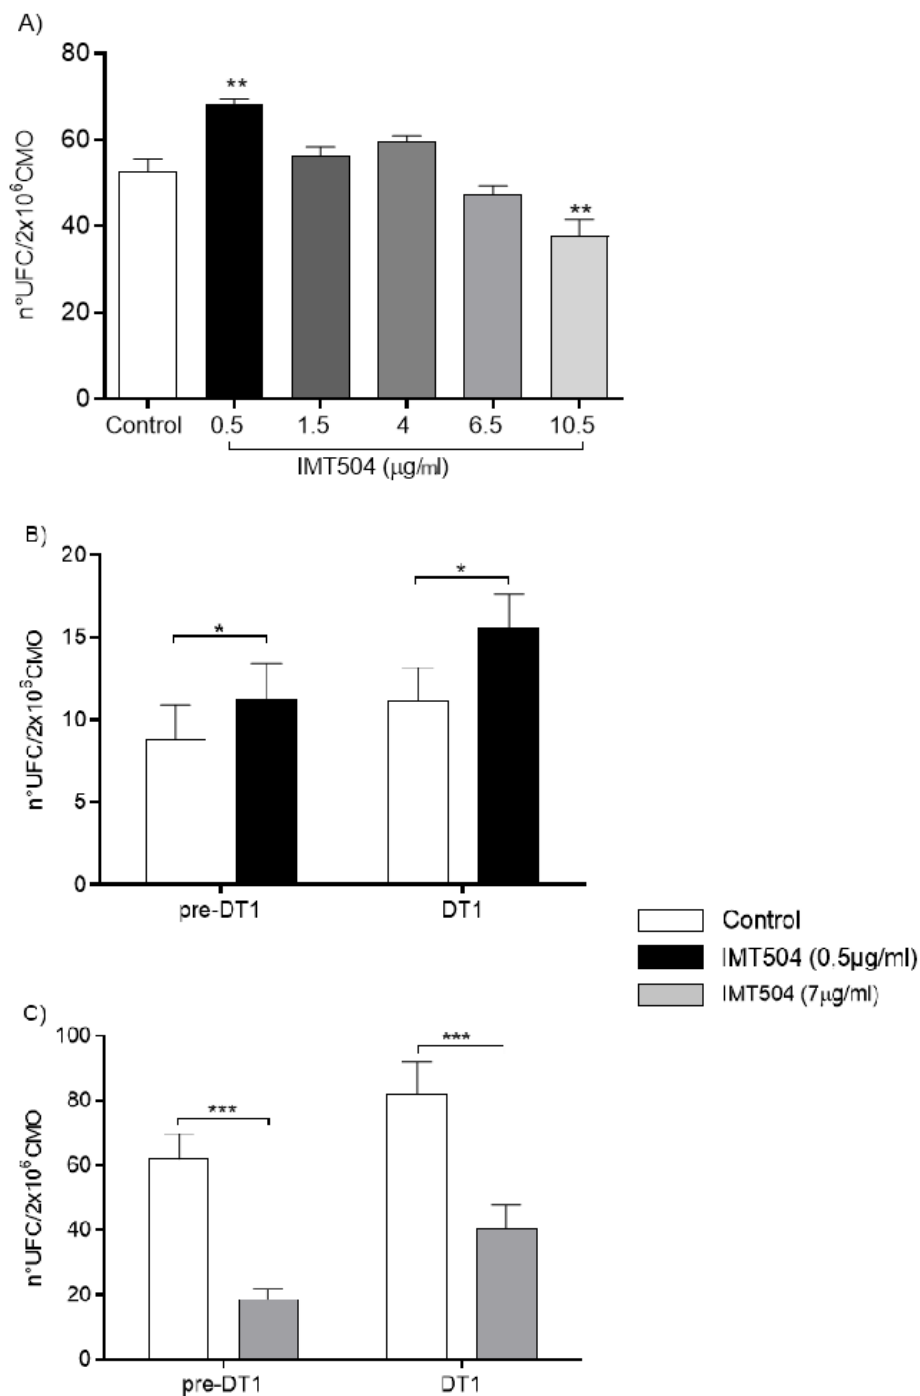 A)
n°UFC/2x10⁶CMO
80
60
40
20
0
**
**
Control 0.5 1.5 4 6.5 10.5
IMT504 (µg/ml)
B)
n°UFC/2x10⁶CMO
20
15
10
5
0
*
*
pre-DT1 DT1
Control
IMT504 (0.5µg/ml)
IMT504 (7µg/ml)
C)
n°UFC/2x10⁶CMO
100
80
60
40
20
0
***
***
pre-DT1 DT1